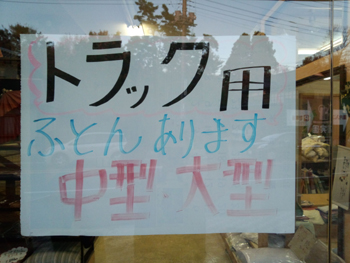 トラック用
ふとんあります
中型・大型